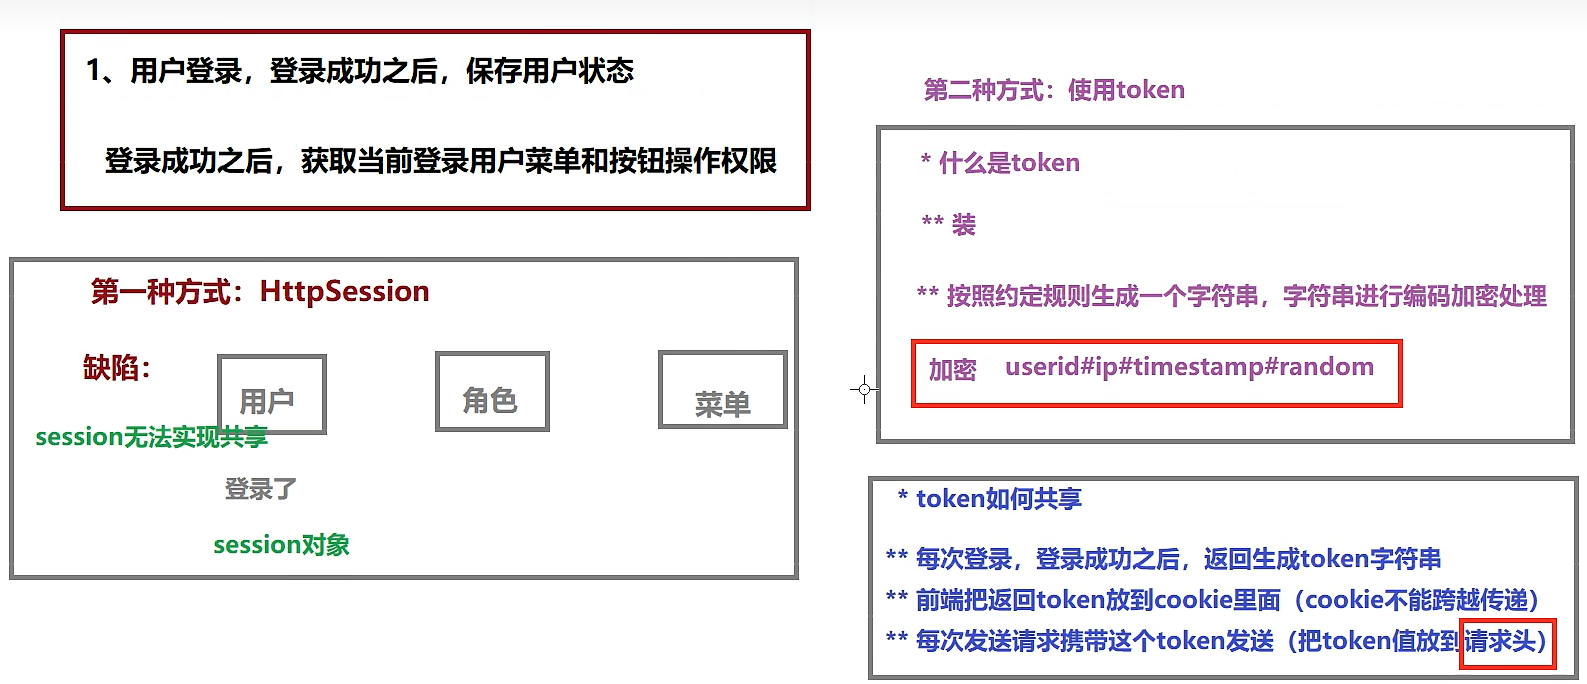 1、用户登录，登录成功之后，保存用户状态
登录成功之后，获取当前登录用户菜单和按钮操作权限
第一种方式：HttpSession
缺陷：
用户
角色
菜单
session无法实现共享
登录了
session对象
第二种方式：使用token
* 什么是token
** 装
** 按照约定规则生成一个字符串，字符串进行编码加密处理
加密 userid#ip#timestamp#random
* token如何共享
** 每次登录，登录成功之后，返回生成token字符串
** 前端把返回token放到cookie里面（cookie不能跨越传递）
** 每次发送请求携带这个token发送（把token值放到请求头）